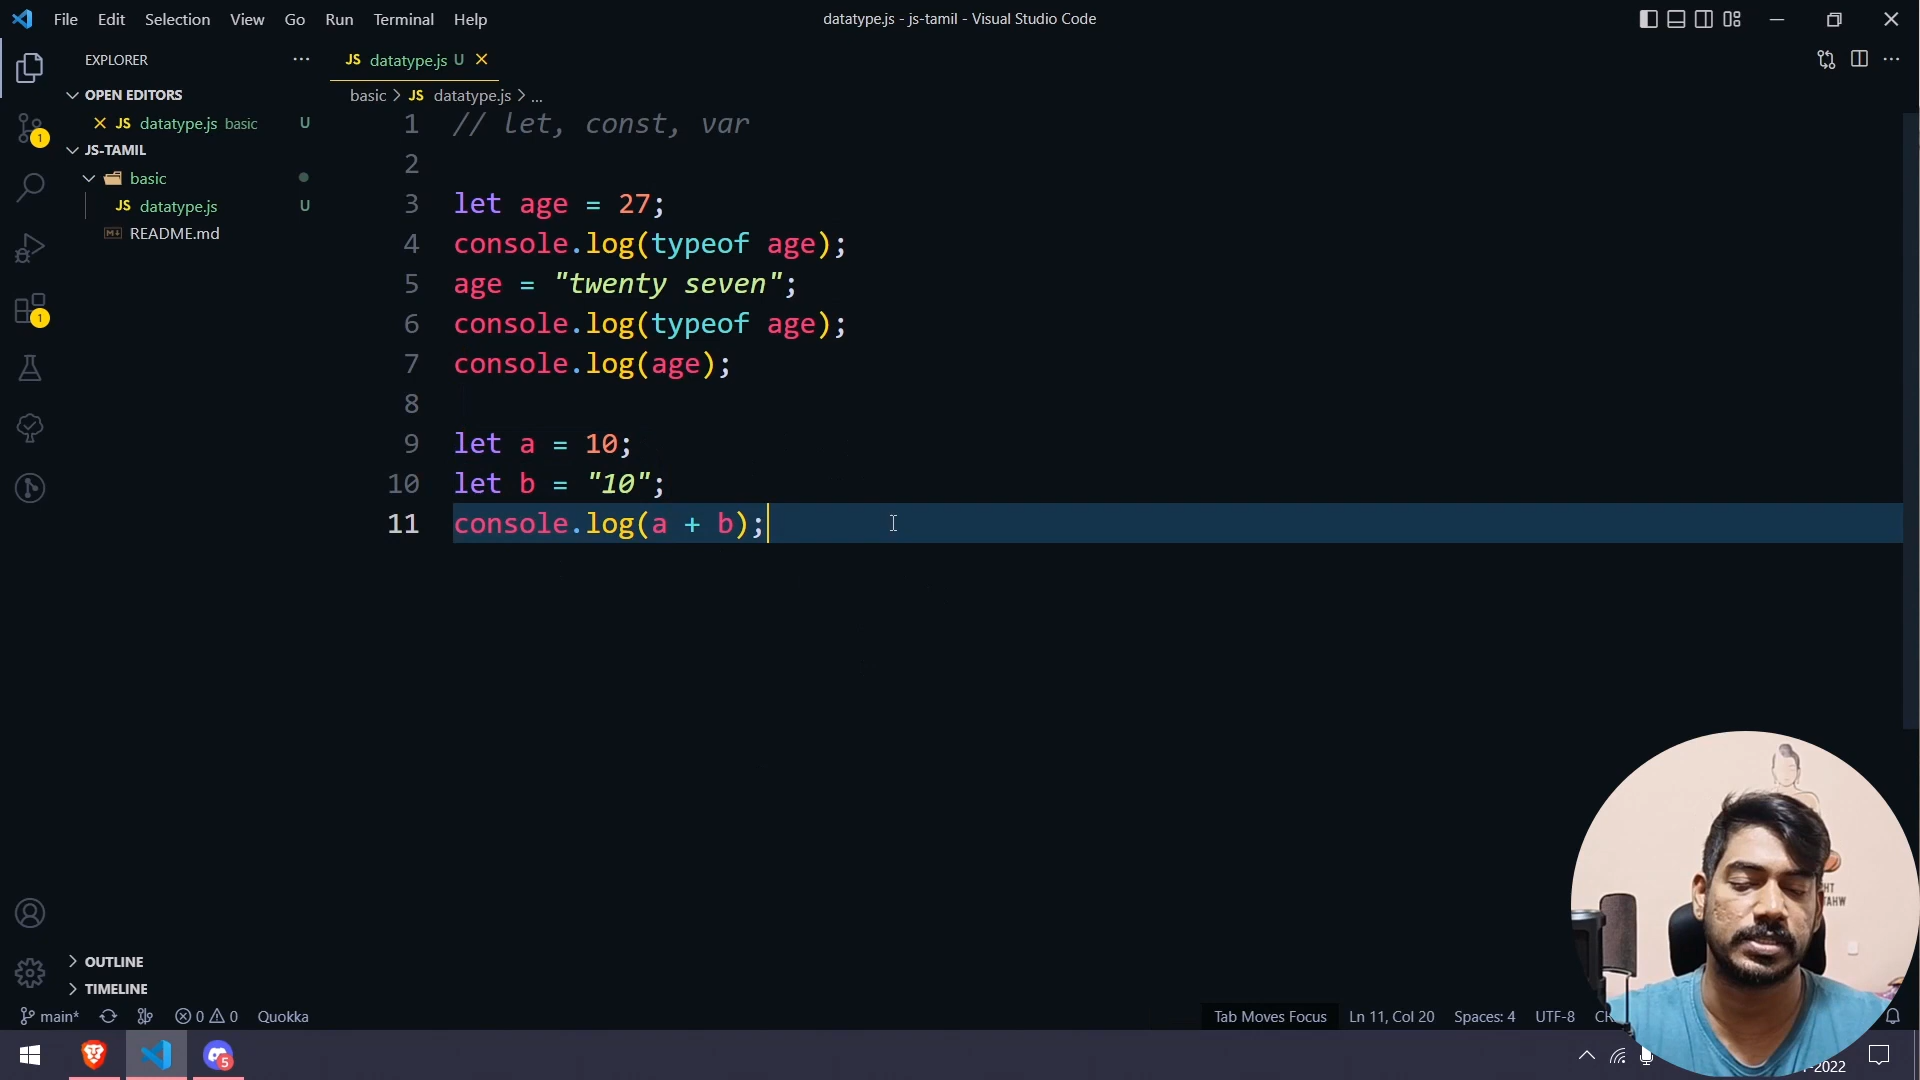 File Edit Selection View Go Run Terminal Help
datatype.js - js-tamil - Visual Studio Code
EXPLORER
OPEN EDITORS
JS datatype.js basic U
JS-TAMIL
basic
JS datatype.js U
README.md
OUTLINE
TIMELINE
1
1
JS datatype.js U
basic > JS datatype.js > ...
1 // let, const, var
2
3 let age = 27;
4 console.log(typeof age);
5 age = "twenty seven";
6 console.log(typeof age);
7 console.log(age);
8
9 let a = 10;
10 let b = "10";
11 console.log(a + b);
main* 0 0 Quokka
Tab Moves Focus Ln 11, Col 20 Spaces: 4 UTF-8
5
-2022